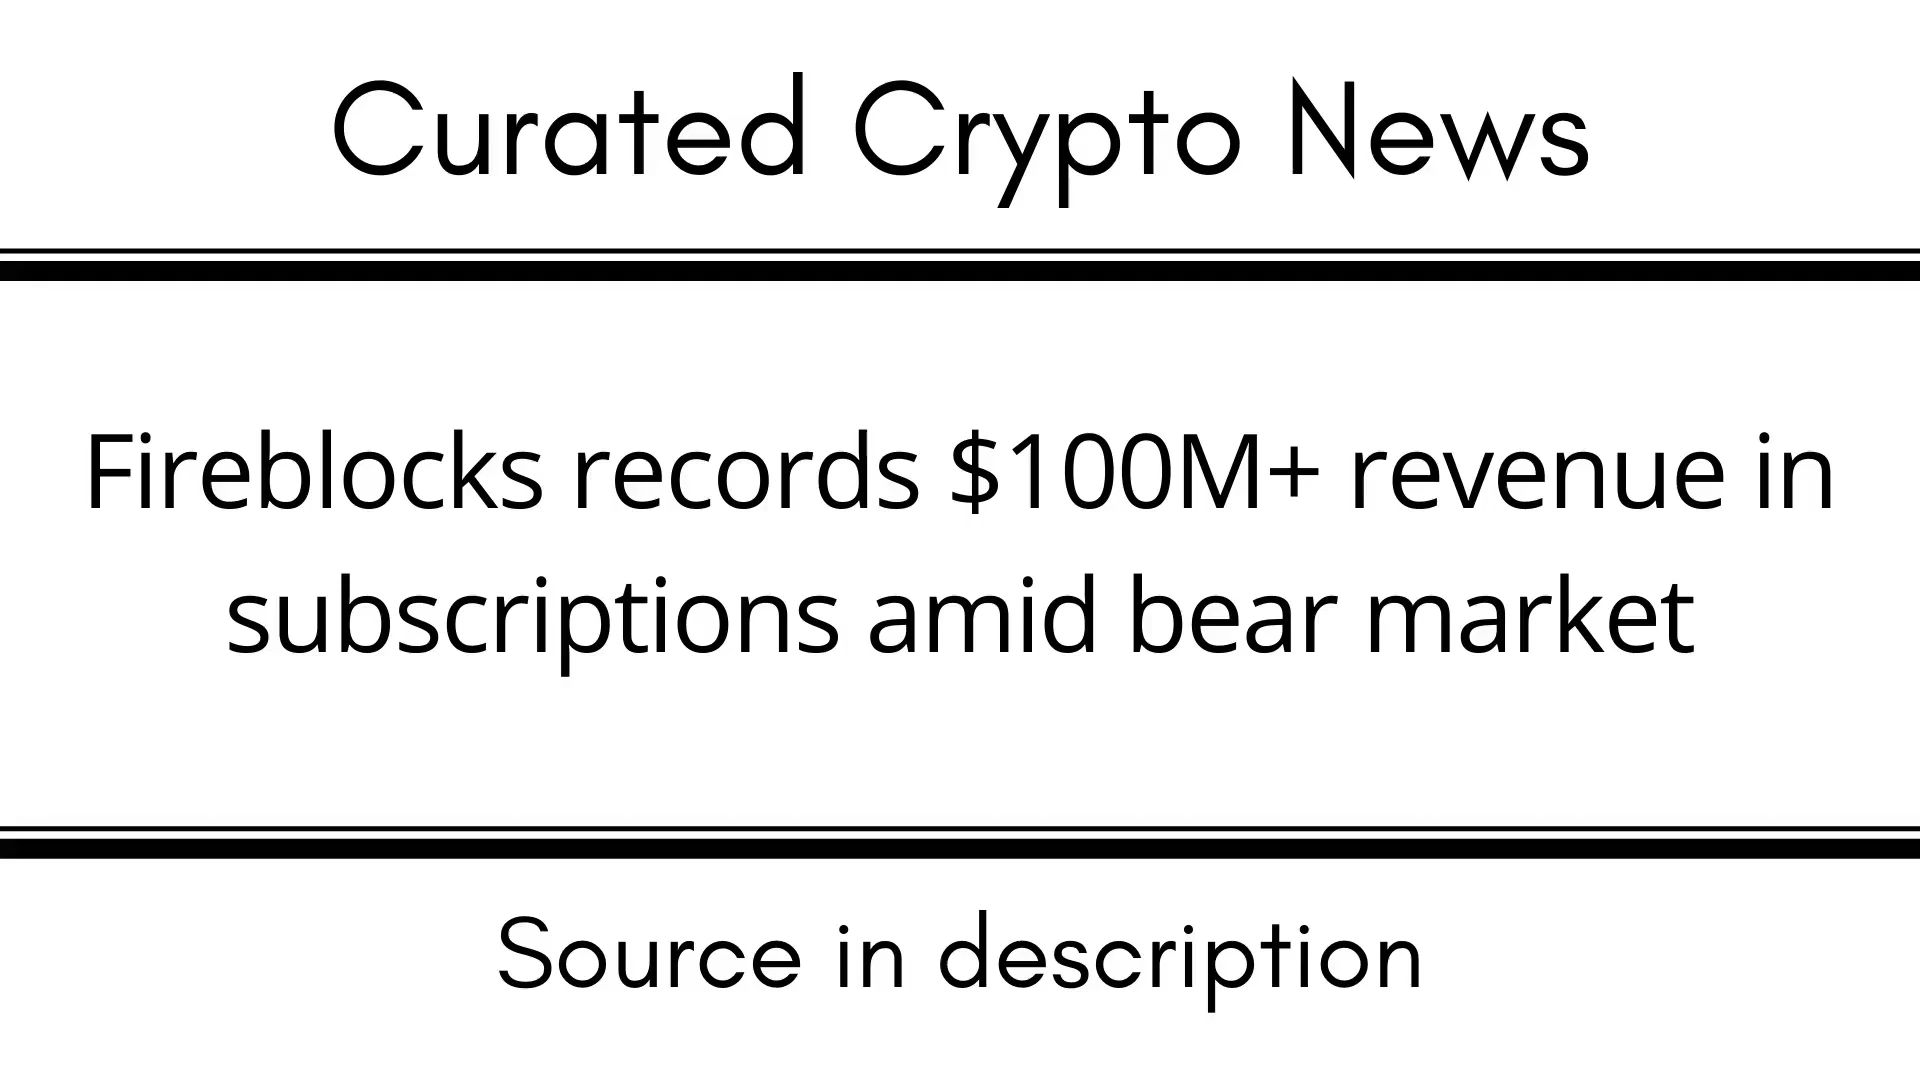 Curated Crypto News
Fireblocks records $100M+ revenue in
subscriptions amid bear market
Source in description